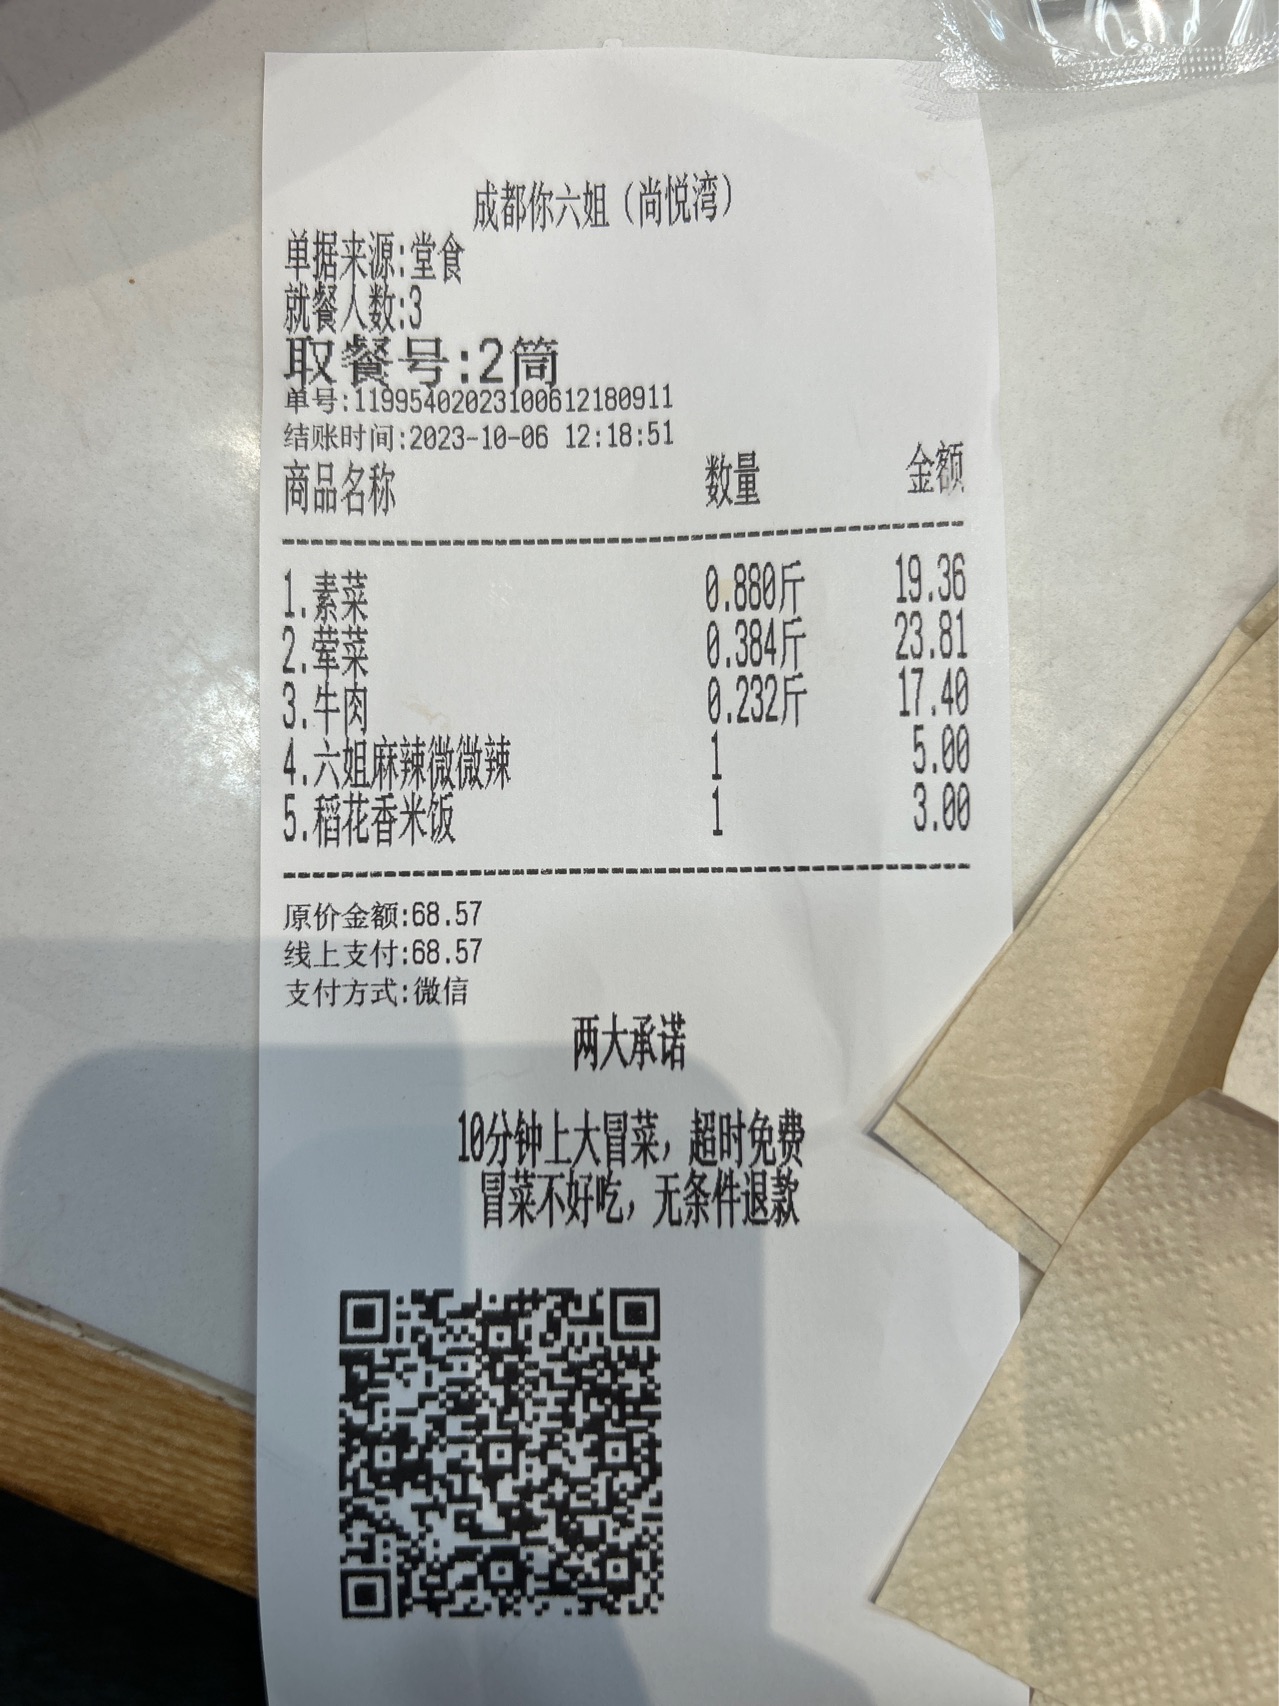 成都你六姐（尚悦湾）
单据来源:堂食
就餐人数:3
取餐号:2筒
单号:11995402023100612180911
结账时间:2023-10-06 12:18:51
商品名称 数量 金额
1.素菜 0.880斤 19.36
2.荤菜 0.384斤 23.81
3.牛肉 0.232斤 17.40
4.六姐麻辣微微辣 1 5.00
5.稻花香米饭 1 3.00
原价金额:68.57
线上支付:68.57
支付方式:微信
两大承诺
10分钟上大冒菜，超时免费
冒菜不好吃，无条件退款